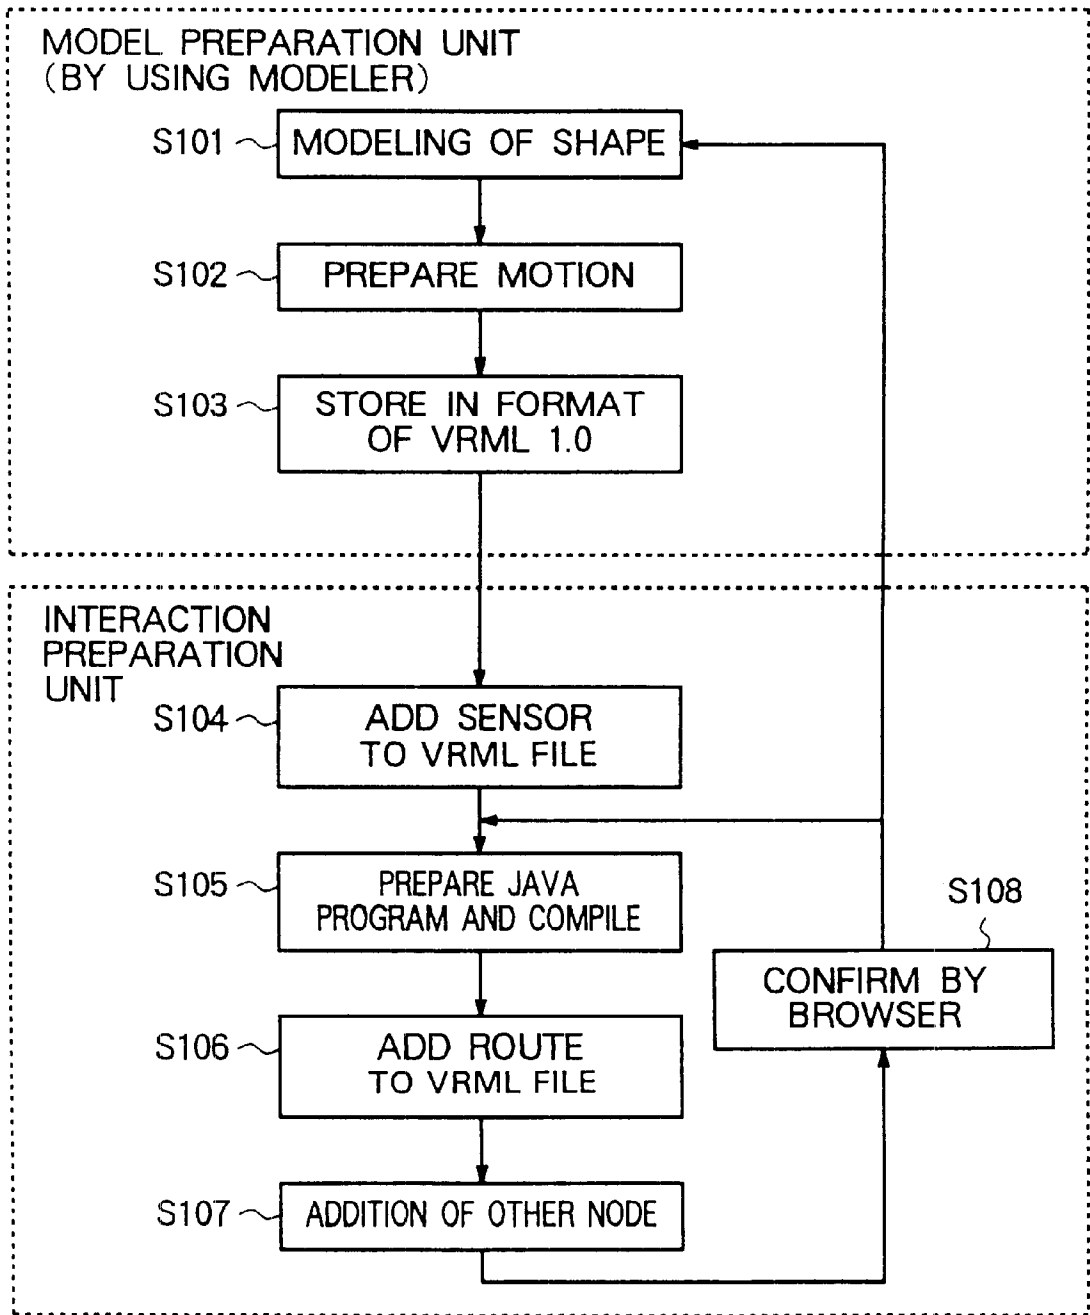 MODEL PREPARATION UNIT
(BY USING MODELER)
S101
MODELING OF SHAPE
S102
PREPARE MOTION
S103
STORE IN FORMAT
OF VRML 1.0
INTERACTION
PREPARATION
UNIT
S104
ADD SENSOR
TO VRML FILE
S105
PREPARE JAVA
PROGRAM AND COMPILE
S108
CONFIRM BY
BROWSER
S106
ADD ROUTE
TO VRML FILE
S107
ADDITION OF OTHER NODE